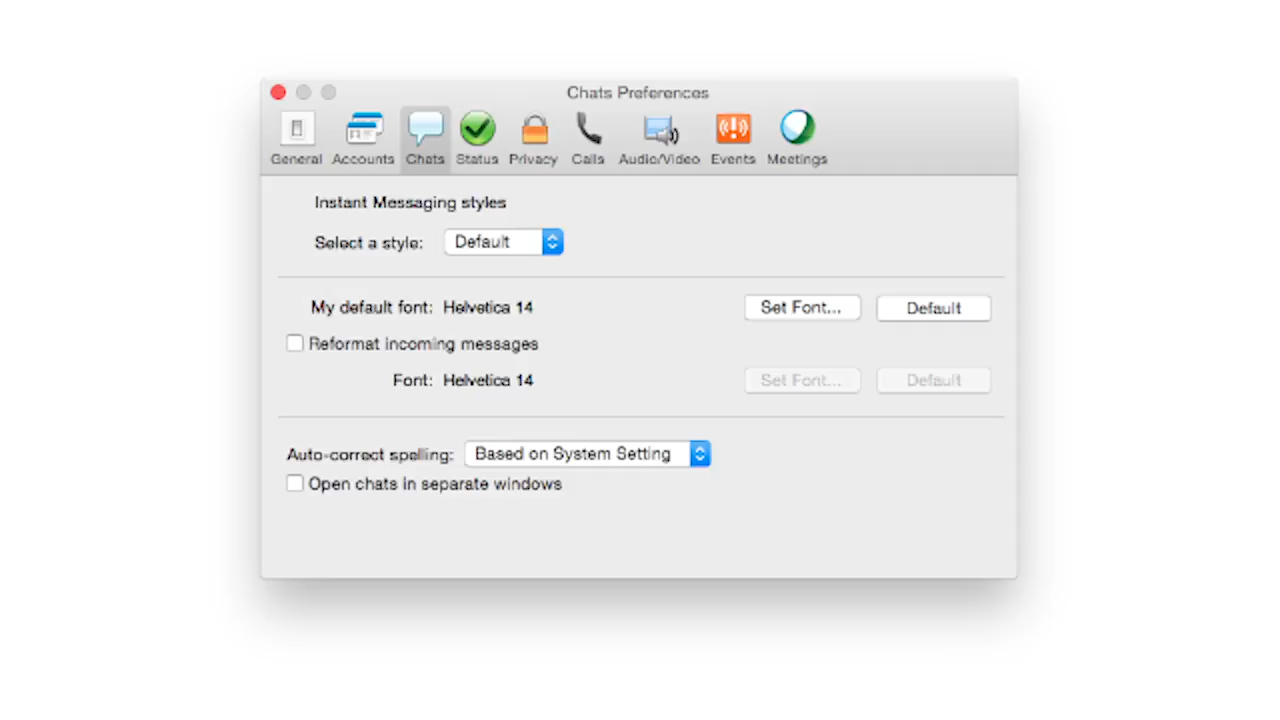 Chats Preferences
General Accounts Chats Status Privacy Calls Audio/Video Events Meetings
Instant Messaging styles
Select a style: Default
My default font: Helvetica 14 Set Font... Default
Reformat incoming messages
Font: Helvetica 14 Set Font... Default
Auto-correct spelling: Based on System Setting
Open chats in separate windows